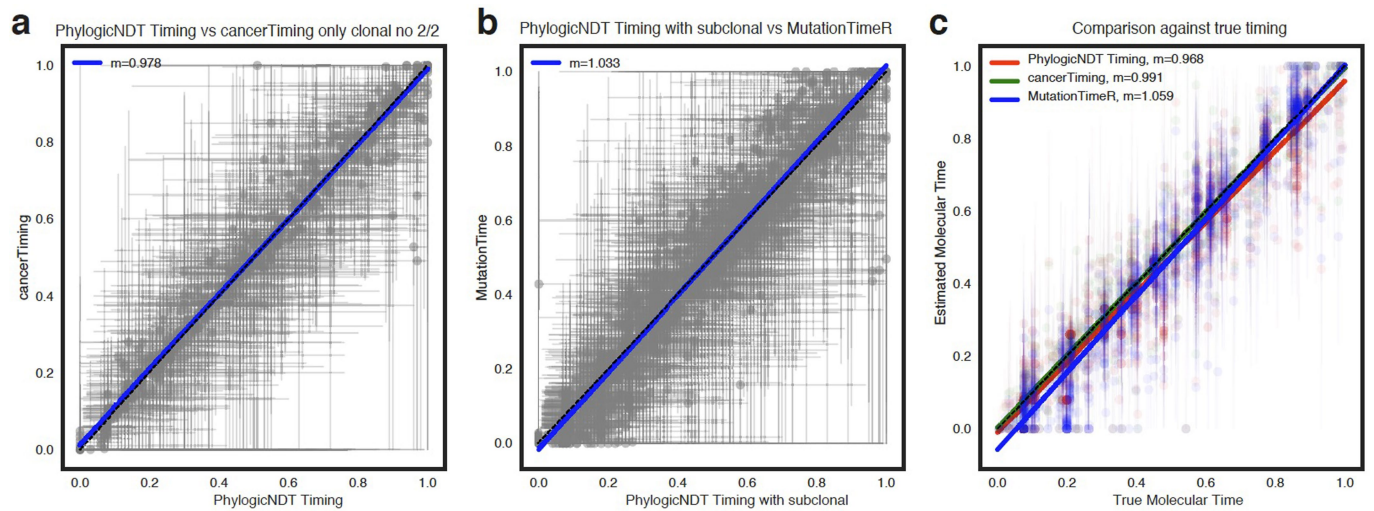 a
PhylogicNDT Timing vs cancerTiming only clonal no 2/2
m=0.978
1.0
0.8
0.6
0.4
0.2
0.0
cancerTiming
0.0 0.2 0.4 0.6 0.8 1.0
PhylogicNDT Timing
b
PhylogicNDT Timing with subclonal vs MutationTimeR
m=1.033
1.0
0.8
0.6
0.4
0.2
0.0
MutationTime
0.0 0.2 0.4 0.6 0.8 1.0
PhylogicNDT Timing with subclonal
c
Comparison against true timing
PhylogicNDT Timing, m=0.968
cancerTiming, m=0.991
MutationTimeR, m=1.059
1.0
0.8
0.6
0.4
0.2
0.0
Estimated Molecular Time
0.0 0.2 0.4 0.6 0.8 1.0
True Molecular Time